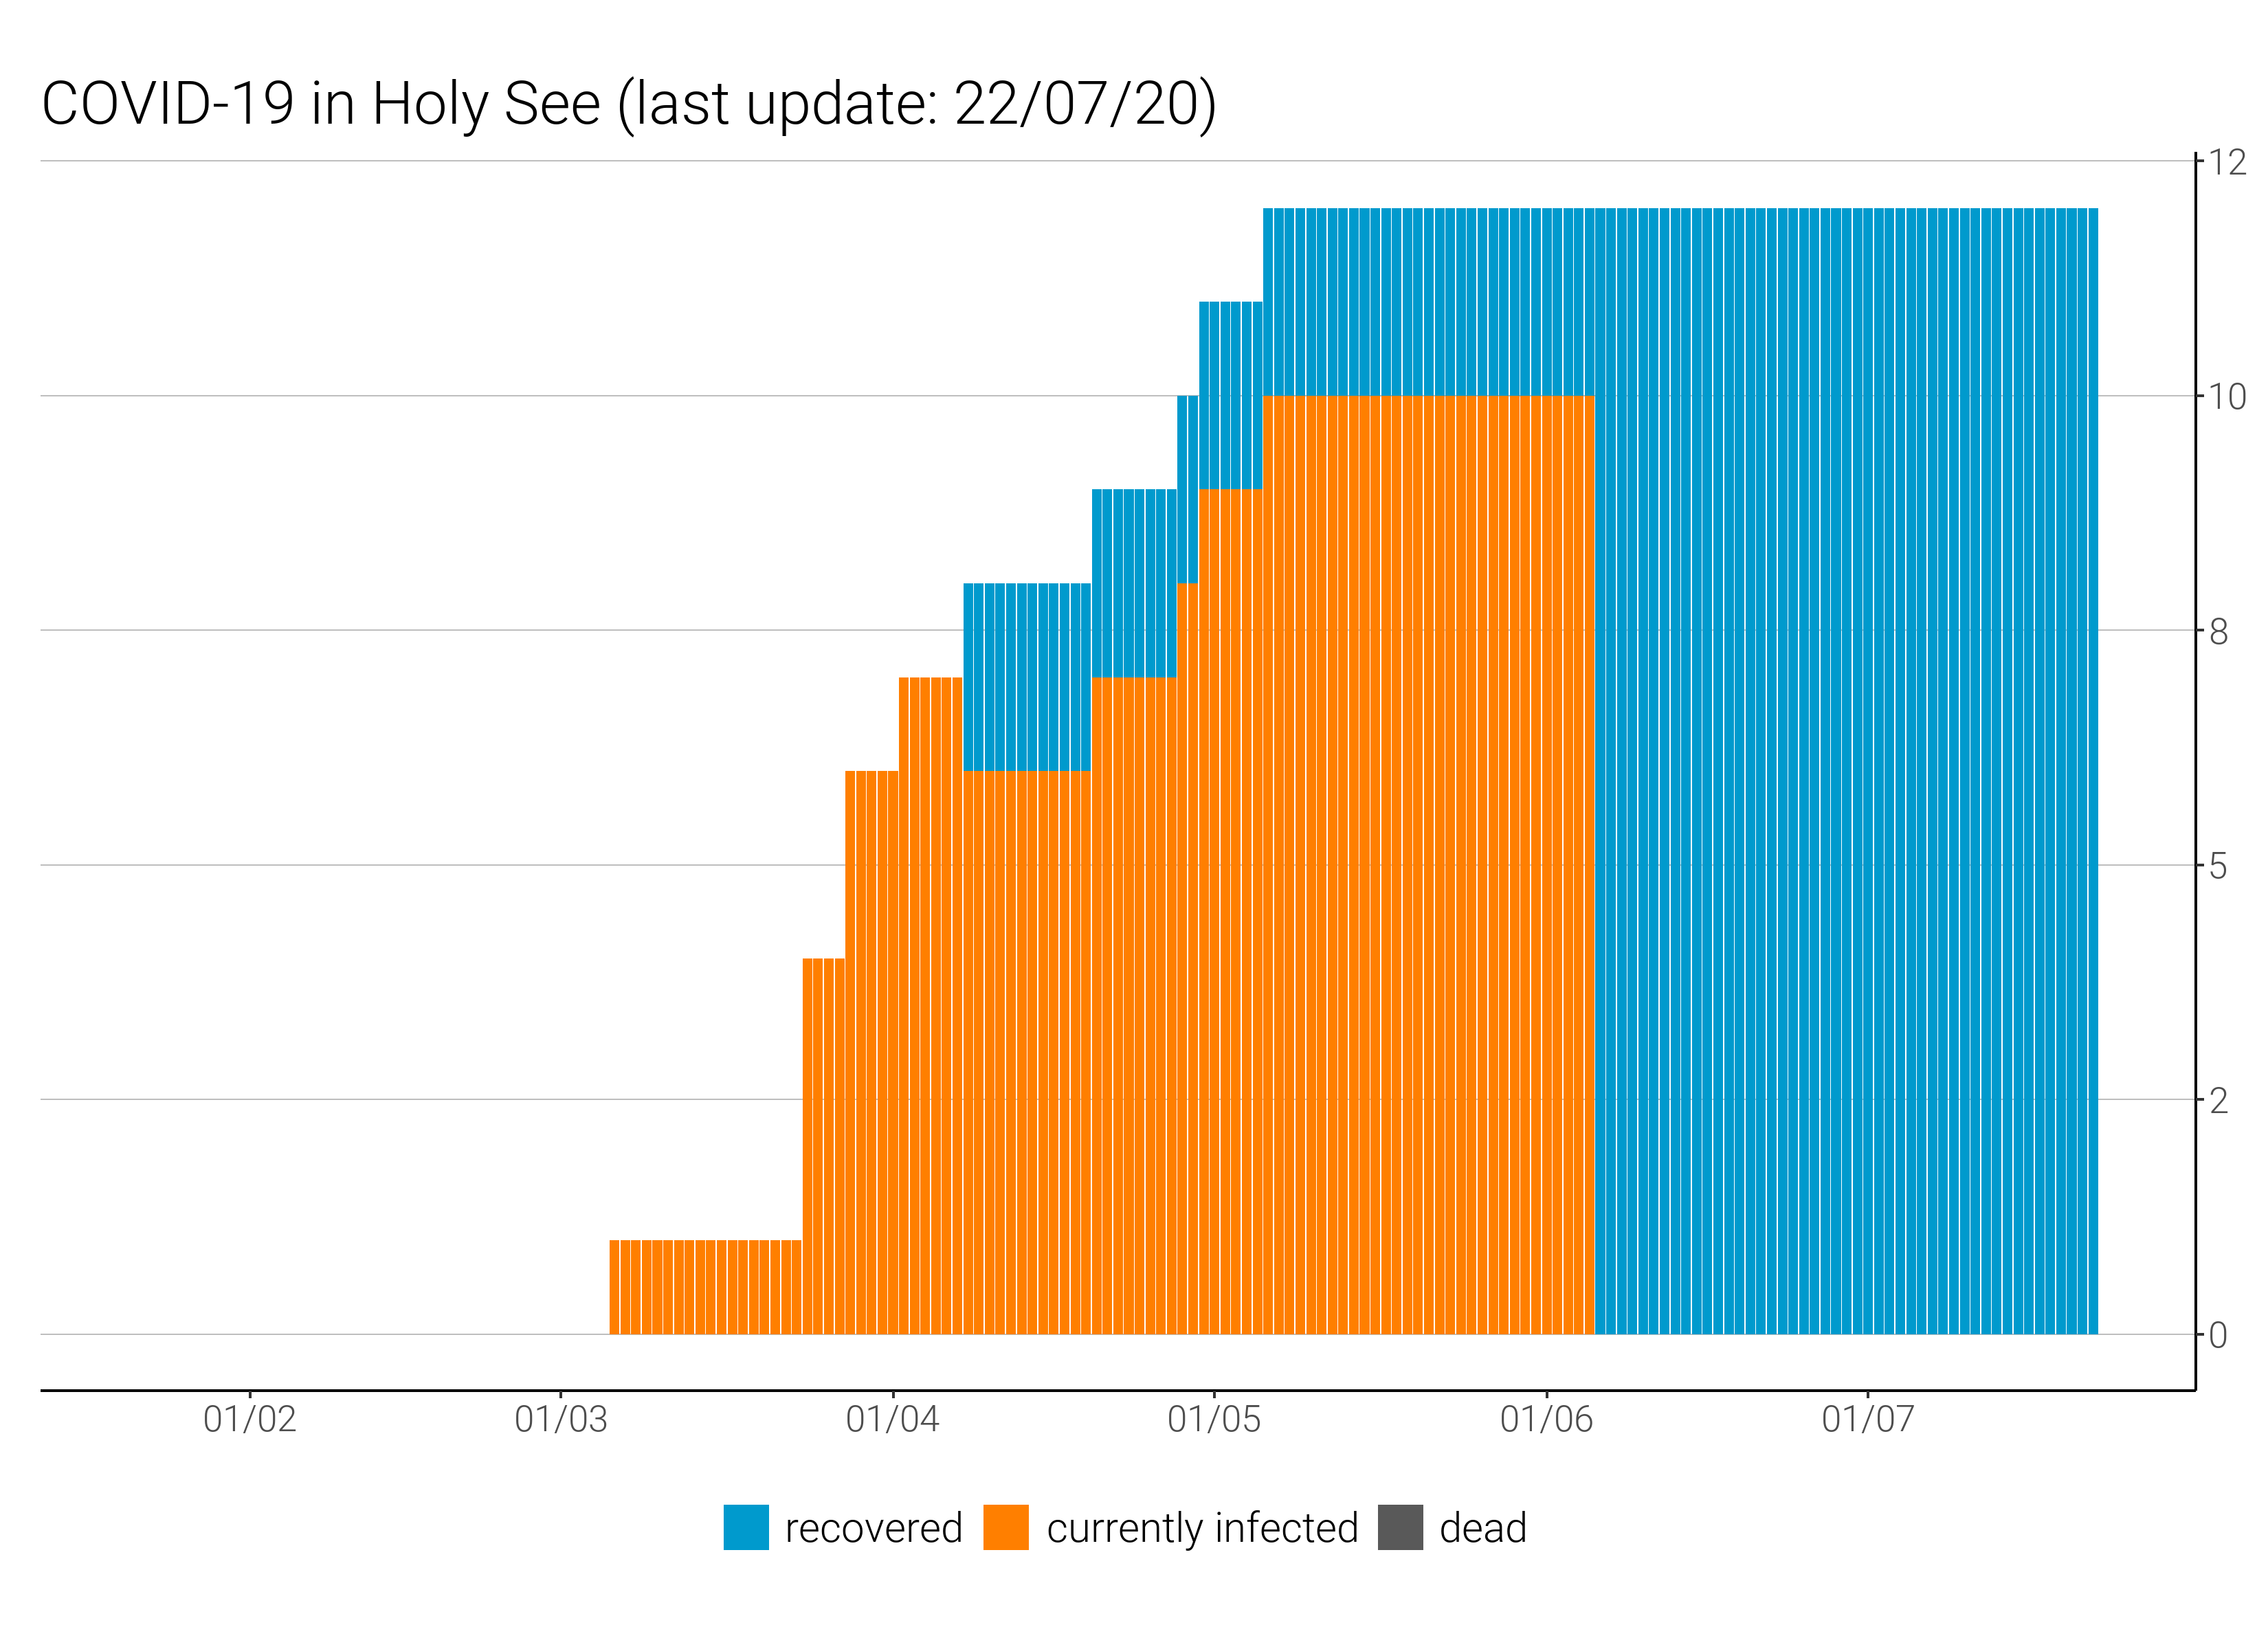 COVID-19 in Holy See (last update: 22/07/20)
12
10
8
5
2
0
01/02 01/03 01/04 01/05 01/06 01/07
recovered currently infected dead